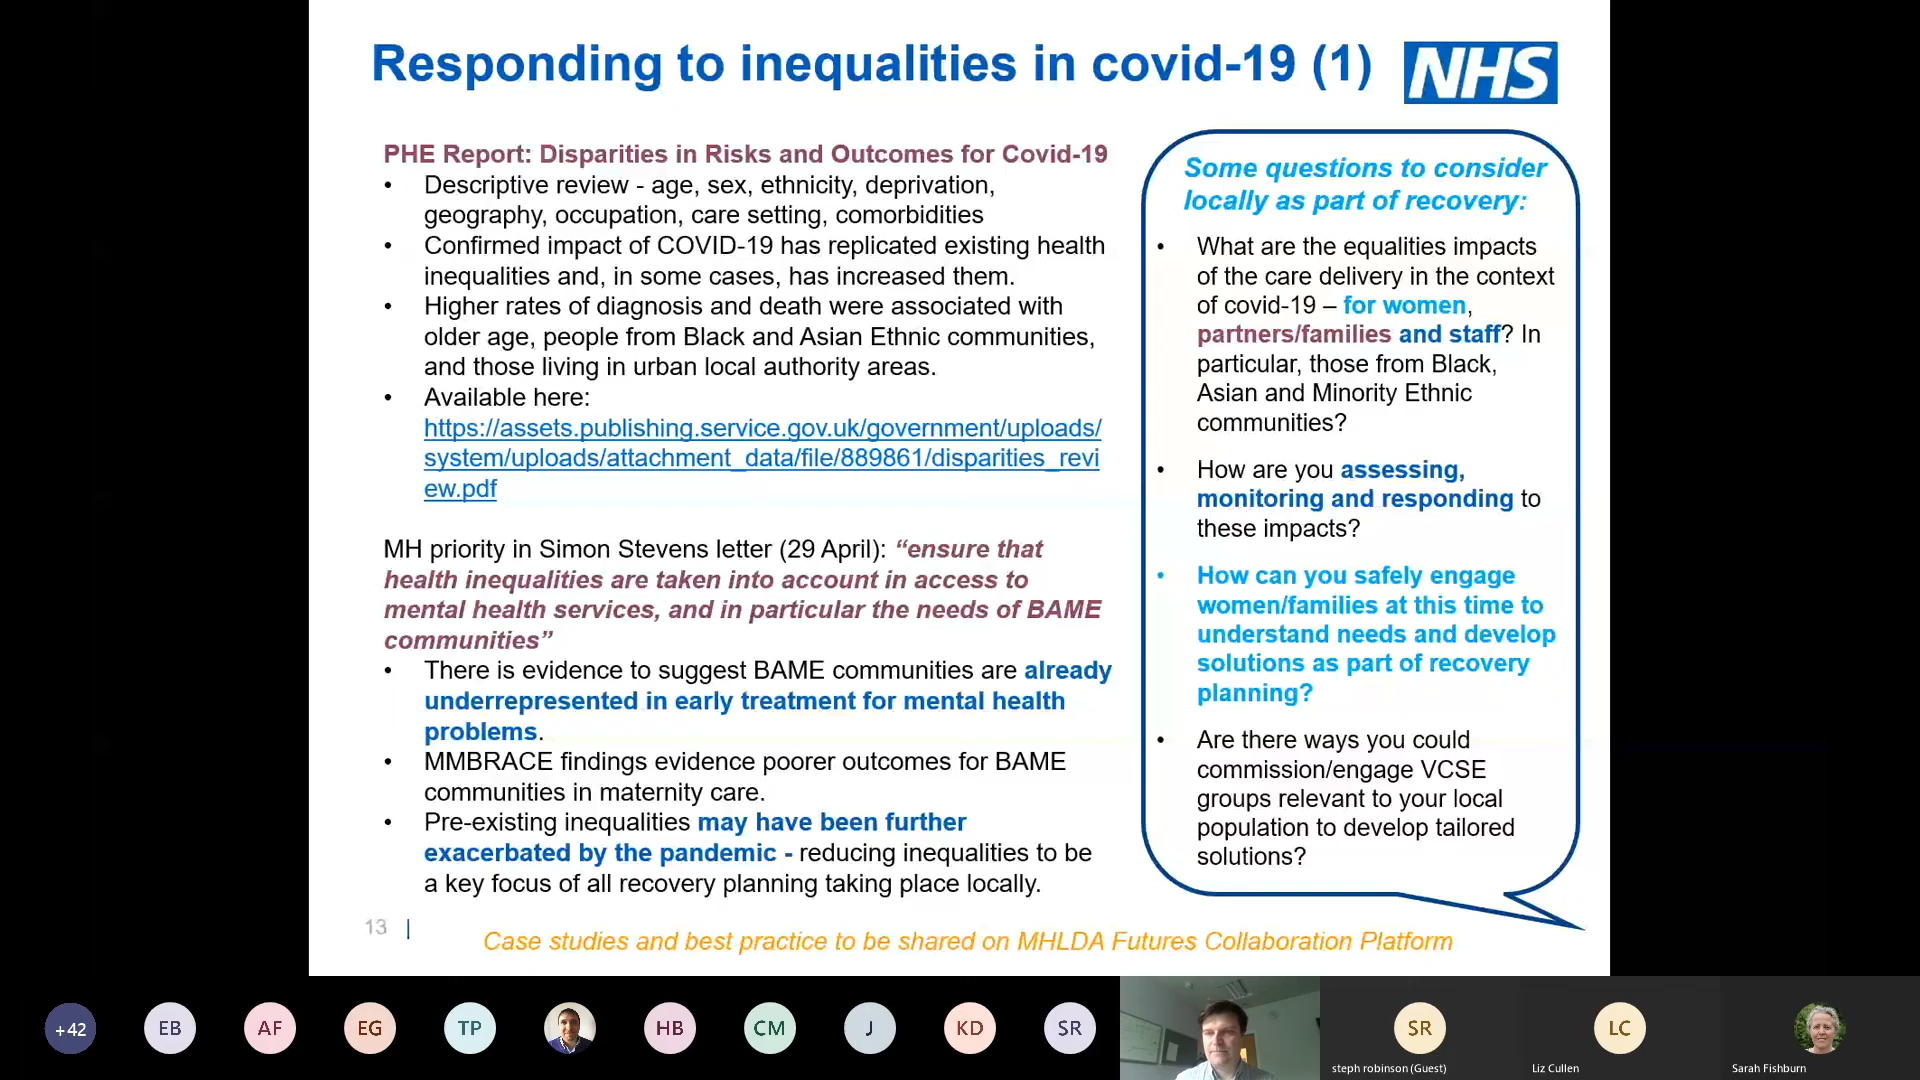 Responding to inequalities in covid-19 (1)
NHS
PHE Report: Disparities in Risks and Outcomes for Covid-19
• Descriptive review - age, sex, ethnicity, deprivation,
geography, occupation, care setting, comorbidities
• Confirmed impact of COVID-19 has replicated existing health
inequalities and, in some cases, has increased them.
• Higher rates of diagnosis and death were associated with
older age, people from Black and Asian Ethnic communities,
and those living in urban local authority areas.
• Available here:
https://assets.publishing.service.gov.uk/government/uploads/
system/uploads/attachment_data/file/889861/disparities_revi
ew.pdf
MH priority in Simon Stevens letter (29 April): “ensure that
health inequalities are taken into account in access to
mental health services, and in particular the needs of BAME
communities”
• There is evidence to suggest BAME communities are already
underrepresented in early treatment for mental health
problems.
• MMBRACE findings evidence poorer outcomes for BAME
communities in maternity care.
• Pre-existing inequalities may have been further
exacerbated by the pandemic - reducing inequalities to be
a key focus of all recovery planning taking place locally.
Some questions to consider
locally as part of recovery:
• What are the equalities impacts
of the care delivery in the context
of covid-19 – for women,
partners/families and staff? In
particular, those from Black,
Asian and Minority Ethnic
communities?
• How are you assessing,
monitoring and responding to
these impacts?
• How can you safely engage
women/families at this time to
understand needs and develop
solutions as part of recovery
planning?
• Are there ways you could
commission/engage VCSE
groups relevant to your local
population to develop tailored
solutions?
13 |
Case studies and best practice to be shared on MHLDA Futures Collaboration Platform
+42 EB AF EG TP HB CM J KD SR SR LC
steph robinson (Guest) Liz Cullen Sarah Fishburn